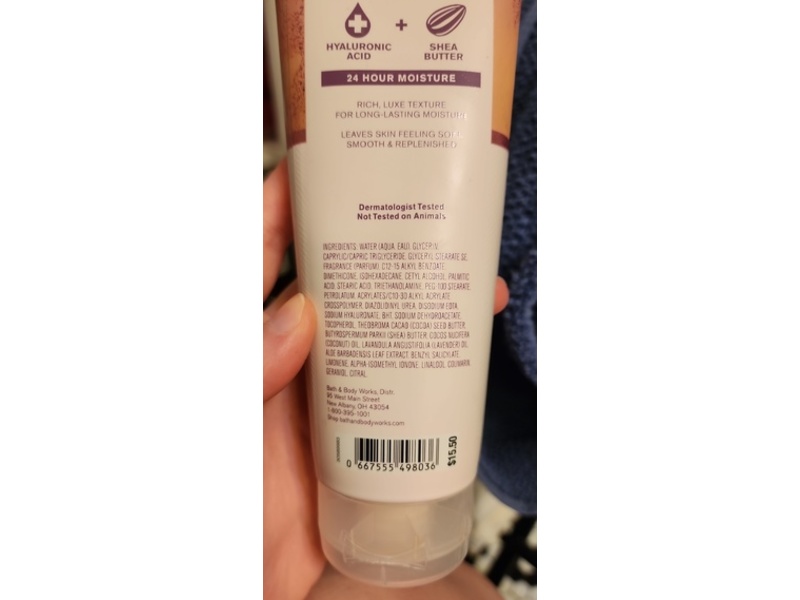 HYALURONIC
ACID
+
SHEA
BUTTER
24 HOUR MOISTURE
RICH, LUXE TEXTURE
FOR LONG-LASTING MOISTURE
LEAVES SKIN FEELING
SMOOTH & REPLENISHED
Dermatologist Tested
Not Tested on Animals
INGREDIENTS: WATER (AQUA, EAU), GLYCERIN,
CAPRYLIC/CAPRIC TRIGLYCERIDE, GLYCERYL STEARATE SE,
FRAGRANCE (PARFUM), C12-15 ALKYL BENZOATE,
DIMETHICONE, ISOHEXADECANE, CETYL ALCOHOL, PALMITIC
ACID, STEARIC ACID, TRIETHANOLAMINE, PEG-100 STEARATE,
PETROLATUM, ACRYLATES/C10-30 ALKYL ACRYLATE
CROSSPOLYMER, DIAZOLIDINYL UREA, DISODIUM EDTA,
SODIUM HYALURONATE, BHT, SODIUM DEHYDROACETATE,
TOCOPHEROL, THEOBROMA CACAO (COCOA) SEED BUTTER,
BUTYROSPERMUM PARKII (SHEA) BUTTER, COCOS NUCIFERA
(COCONUT) OIL, LAVANDULA ANGUSTIFOLIA (LAVENDER) OIL,
ALOE BARBADENSIS LEAF EXTRACT, BENZYL SALICYLATE,
LIMONENE, ALPHA-ISOMETHYL IONONE, LINALOOL, COUMARIN,
GERANIOL, CITRAL.
Bath & Body Works, Distr.
95 West Main Street
New Albany, OH 43054
1-800-395-1001
Shop bathandbodyworks.com
0 667555 498036
$15.50